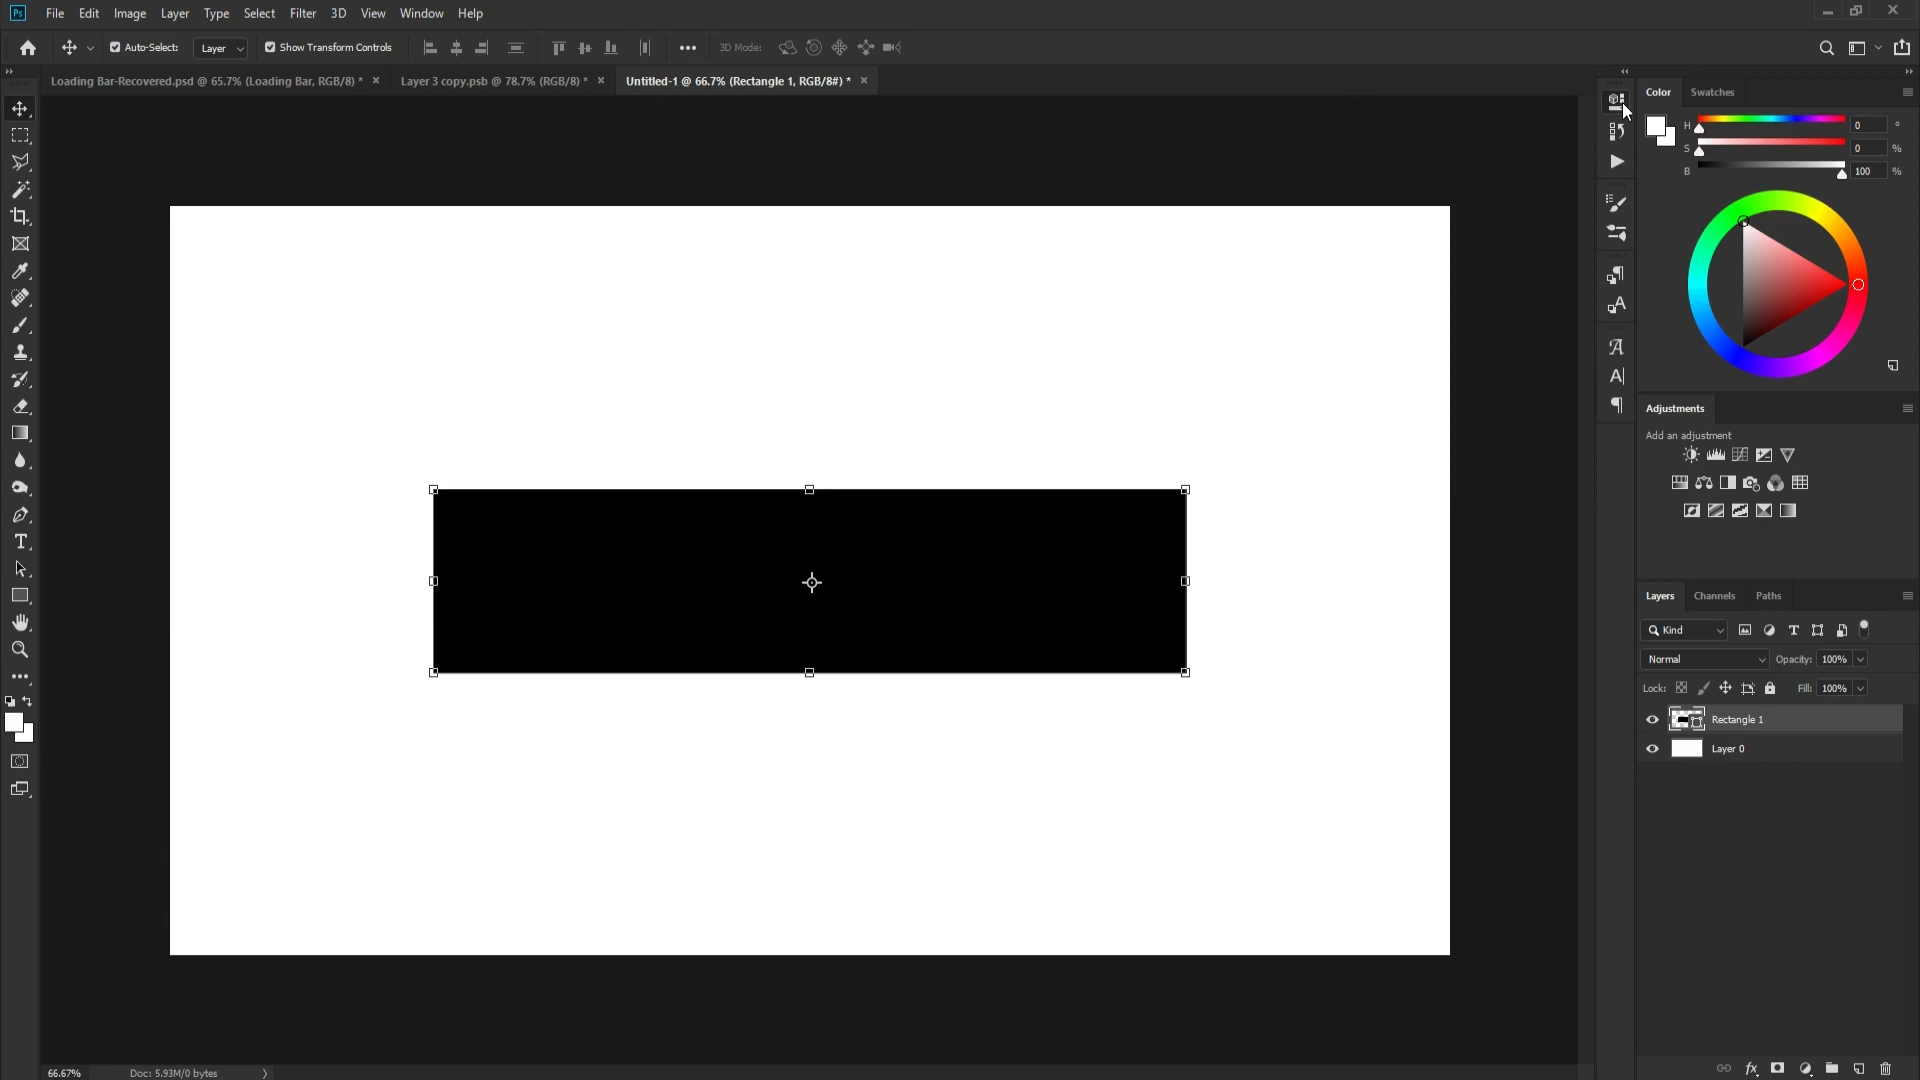 Ps File Edit Image Layer Type Select Filter 3D View Window Help
Auto-Select: Layer Show Transform Controls 3D Mode:
Loading Bar-Recovered.psd @ 65.7% (Loading Bar, RGB/8) * × Layer 3 copy.psb @ 78.7% (RGB/8) * × Untitled-1 @ 66.7% (Rectangle 1, RGB/8#) * ×
Color Swatches
H 0 °
S 0 %
B 100 %
Adjustments
Add an adjustment
Layers Channels Paths
Kind
Normal Opacity: 100%
Lock: Fill: 100%
Rectangle 1
Layer 0
fx
66.67% Doc: 5.93M/0 bytes